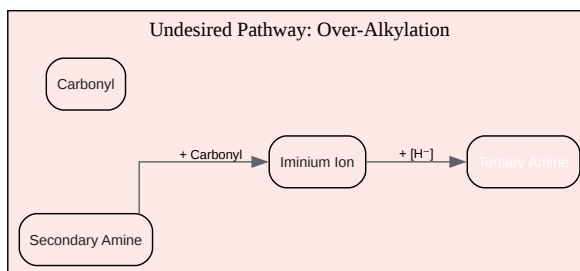 Undesired Pathway: Over-Alkylation
Carbonyl
+ Carbonyl
Iminium Ion
+ [H⁻]
Tertiary Amine
Secondary Amine